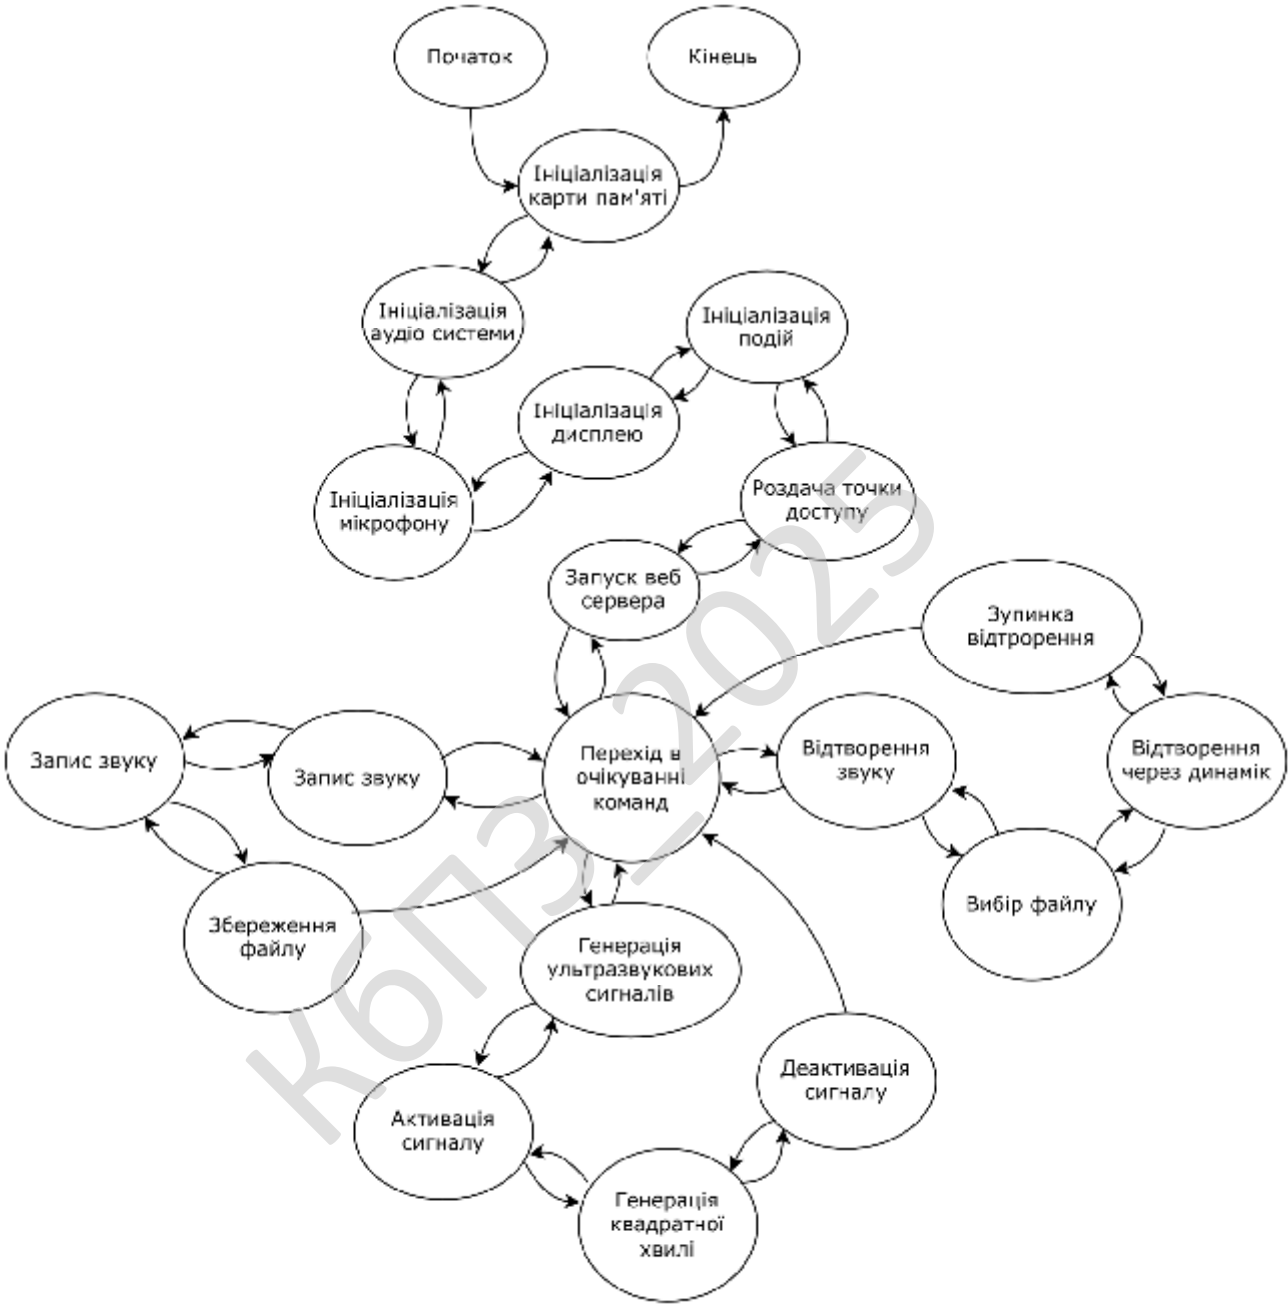 Початок
Кінець
Ініціалізація
карти пам'яті
Ініціалізація
аудіо системи
Ініціалізація
подій
Ініціалізація
дисплею
Ініціалізація
мікрофону
Роздача точки
доступу
Запуск веб
сервера
Зупинка
відтрорення
Запис звуку
Запис звуку
Перехід в
очікуванні
команд
Відтворення
звуку
Відтворення
через динамік
Вибір файлу
Збереження
файлу
Генерація
ультразвукових
сигналів
Деактивація
сигналу
Активація
сигналу
Генерація
квадратної
хвилі
КбПЗ_2025